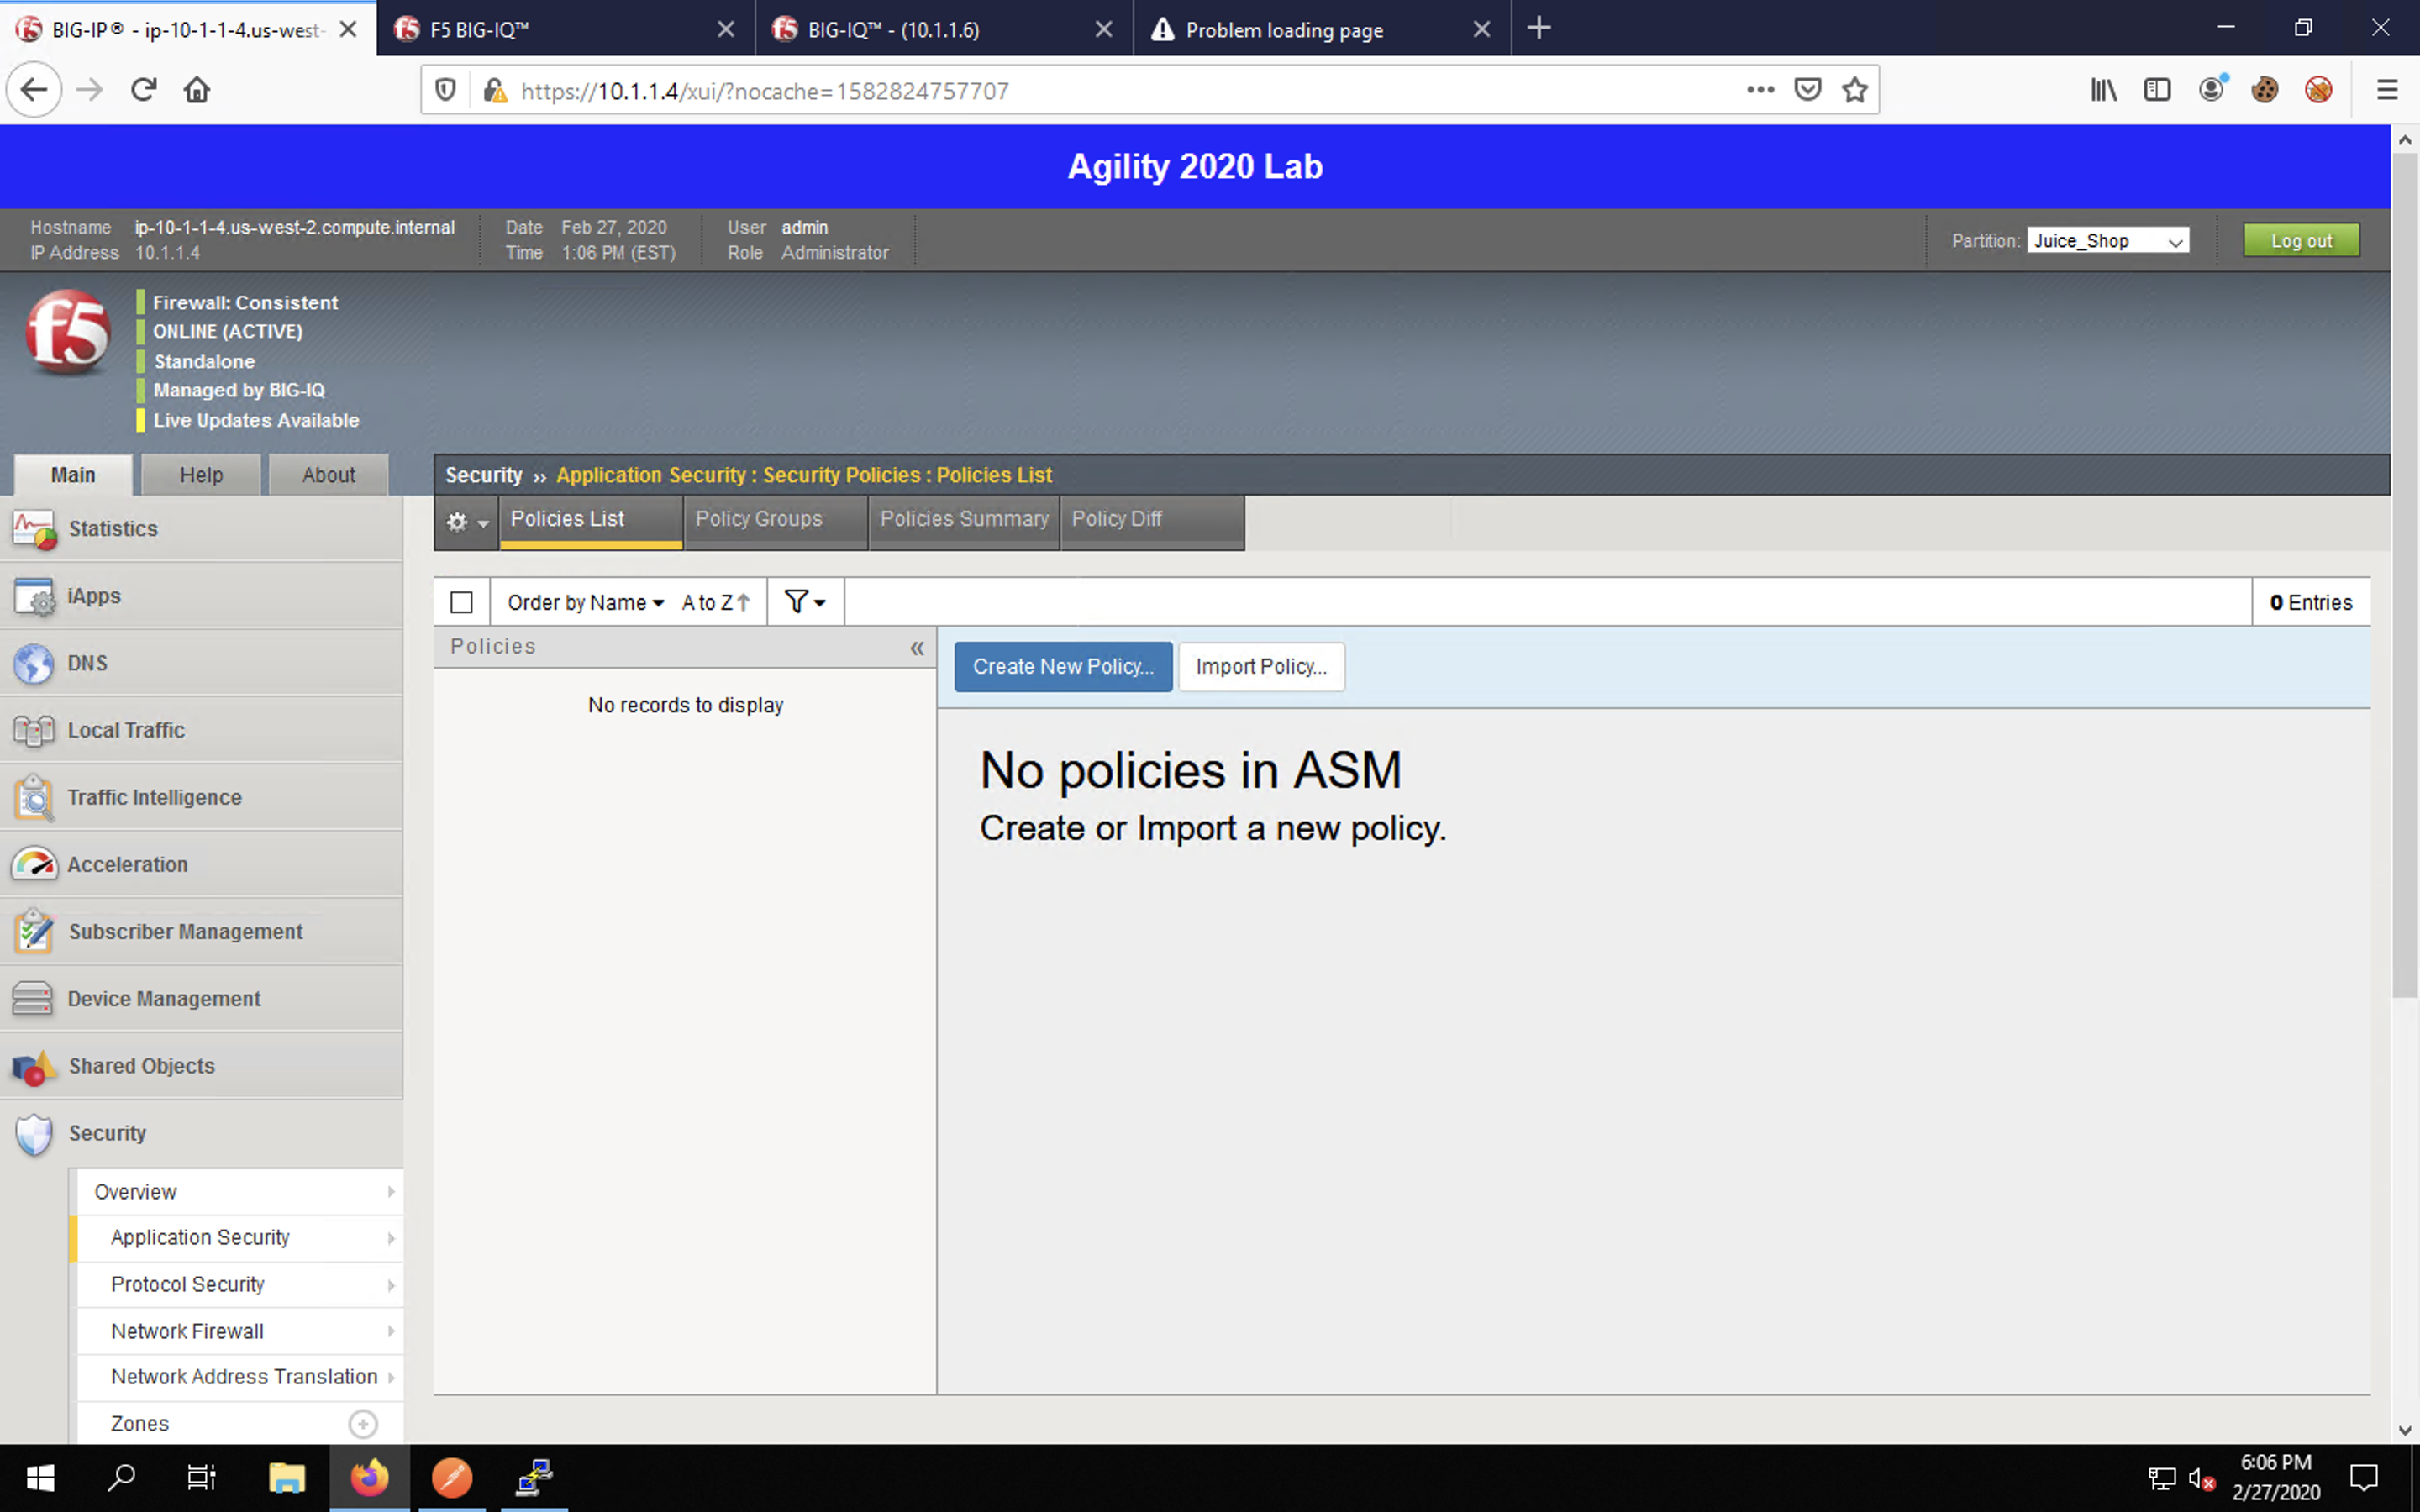 BIG-IP® - ip-10-1-1-4.us-west-
F5 BIG-IQ™
BIG-IQ™ - (10.1.1.6)
Problem loading page
https://10.1.1.4/xui/?nocache=1582824757707
Agility 2020 Lab
Hostname ip-10-1-1-4.us-west-2.compute.internal
IP Address 10.1.1.4
Date Feb 27, 2020
Time 1:06 PM (EST)
User admin
Role Administrator
Partition: Juice_Shop
Log out
f5
Firewall: Consistent
ONLINE (ACTIVE)
Standalone
Managed by BIG-IQ
Live Updates Available
Main Help About
Security ›› Application Security : Security Policies : Policies List
Policies List Policy Groups Policies Summary Policy Diff
Statistics
iApps
DNS
Local Traffic
Traffic Intelligence
Acceleration
Subscriber Management
Device Management
Shared Objects
Security
Overview
Application Security
Protocol Security
Network Firewall
Network Address Translation
Zones
Order by Name A to Z
0 Entries
Policies «
No records to display
Create New Policy... Import Policy...
No policies in ASM
Create or Import a new policy.
6:06 PM
2/27/2020